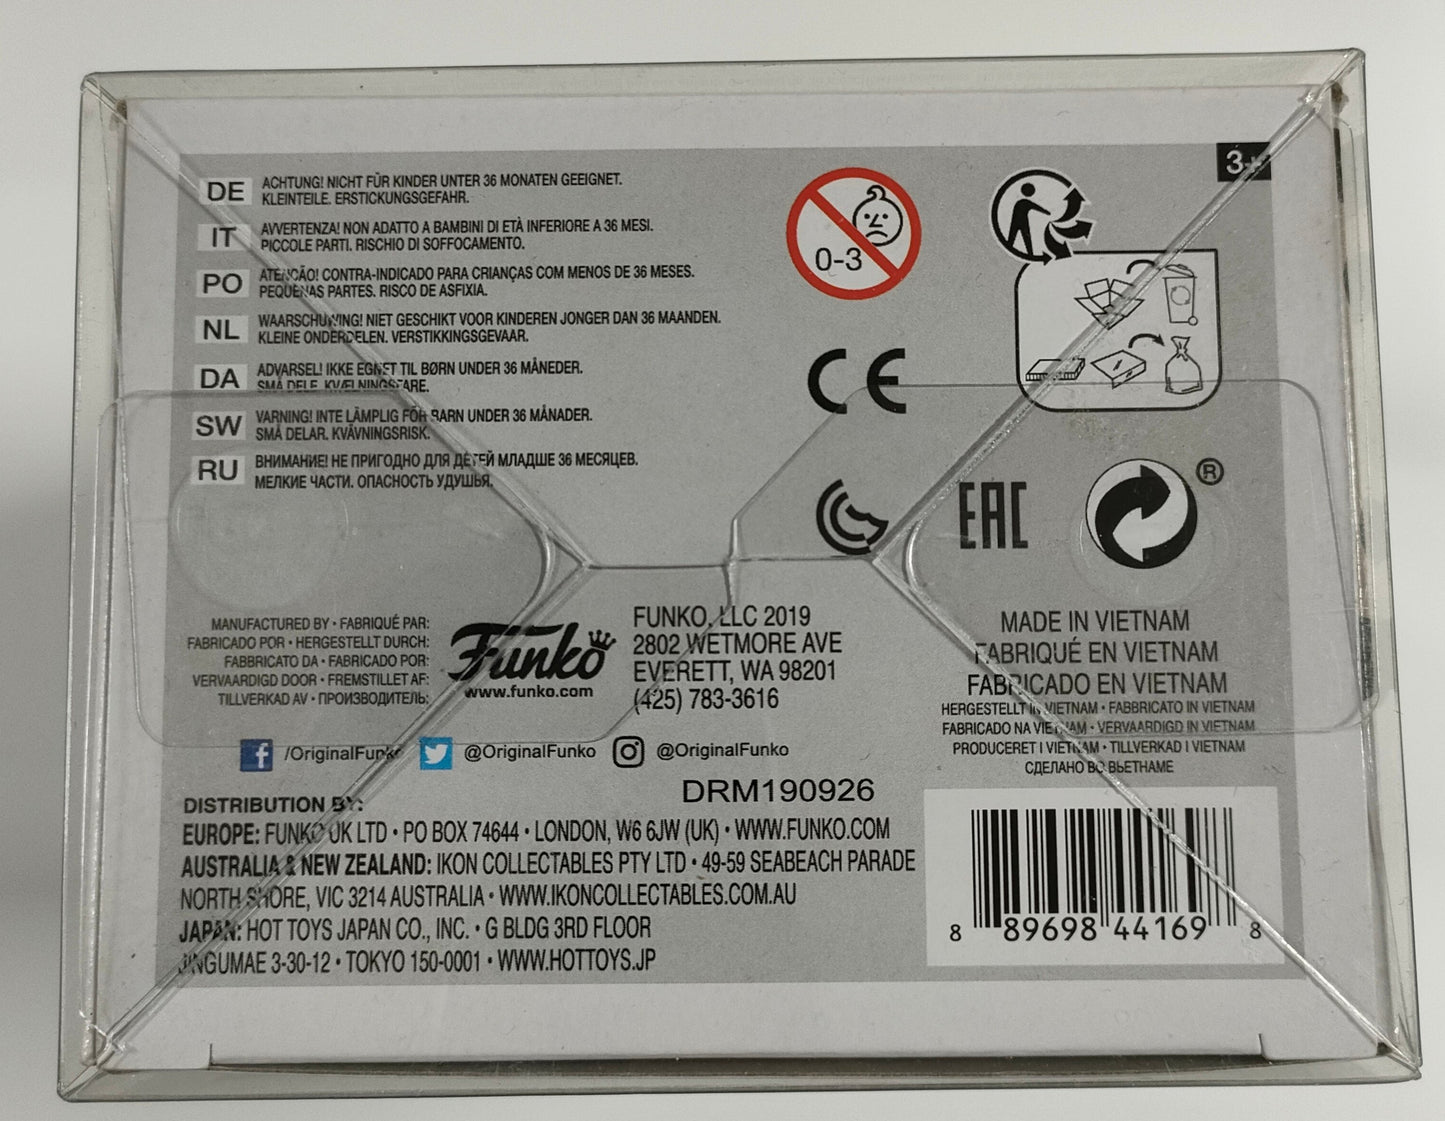 3+
DE
ACHTUNG! NICHT FÜR KINDER UNTER 36 MONATEN GEEIGNET.
KLEINTEILE. ERSTICKUNGSGEFAHR.
IT
AVVERTENZA! NON ADATTO A BAMBINI DI ETÀ INFERIORE A 36 MESI.
PICCOLE PARTI. RISCHIO DI SOFFOCAMENTO.
PO
ATENÇÃO! CONTRA-INDICADO PARA CRIANÇAS COM MENOS DE 36 MESES.
PEQUENAS PARTES. RISCO DE ASFIXIA.
NL
WAARSCHUWING! NIET GESCHIKT VOOR KINDEREN JONGER DAN 36 MAANDEN.
KLEINE ONDERDELEN. VERSTIKKINGSGEVAAR.
DA
ADVARSEL! IKKE EGNET TIL BØRN UNDER 36 MÅNEDER.
SMÅ DELE. KVÆLNINGSFARE.
SW
VARNING! INTE LÄMPLIG FÖR BARN UNDER 36 MÅNADER.
SMÅ DELAR. KVÄVNINGSRISK.
RU
ВНИМАНИЕ! НЕ ПРИГОДНО ДЛЯ ДЕТЕЙ МЛАДШЕ 36 МЕСЯЦЕВ.
МЕЛКИЕ ЧАСТИ. ОПАСНОСТЬ УДУШЬЯ.
0-3
CE
EAC
®
MANUFACTURED BY • FABRIQUÉ PAR:
FABRICADO POR • HERGESTELLT DURCH:
FABBRICATO DA • FABRICADO POR:
VERVAARDIGD DOOR • FREMSTILLET AF:
TILLVERKAD AV • ПРОИЗВОДИТЕЛЬ:
Funko
www.funko.com
FUNKO, LLC 2019
2802 WETMORE AVE
EVERETT, WA 98201
(425) 783-3616
MADE IN VIETNAM
FABRIQUÉ EN VIETNAM
FABRICADO EN VIETNAM
HERGESTELLT IN VIETNAM • FABBRICATO IN VIETNAM
FABRICADO NA VIETNAM • VERVAARDIGD IN VIETNAM
PRODUCERET I VIETNAM • TILLVERKAD I VIETNAM
СДЕЛАНО ВО ВЬЕТНАМЕ
f /OriginalFunko @OriginalFunko @OriginalFunko
DRM190926
DISTRIBUTION BY:
EUROPE: FUNKO UK LTD • PO BOX 74644 • LONDON, W6 6JW (UK) • WWW.FUNKO.COM
AUSTRALIA & NEW ZEALAND: IKON COLLECTABLES PTY LTD • 49-59 SEABEACH PARADE
NORTH SHORE, VIC 3214 AUSTRALIA • WWW.IKONCOLLECTABLES.COM.AU
JAPAN: HOT TOYS JAPAN CO., INC. • G BLDG 3RD FLOOR
JINGUMAE 3-30-12 • TOKYO 150-0001 • WWW.HOTTOYS.JP
8 89698 44169 8